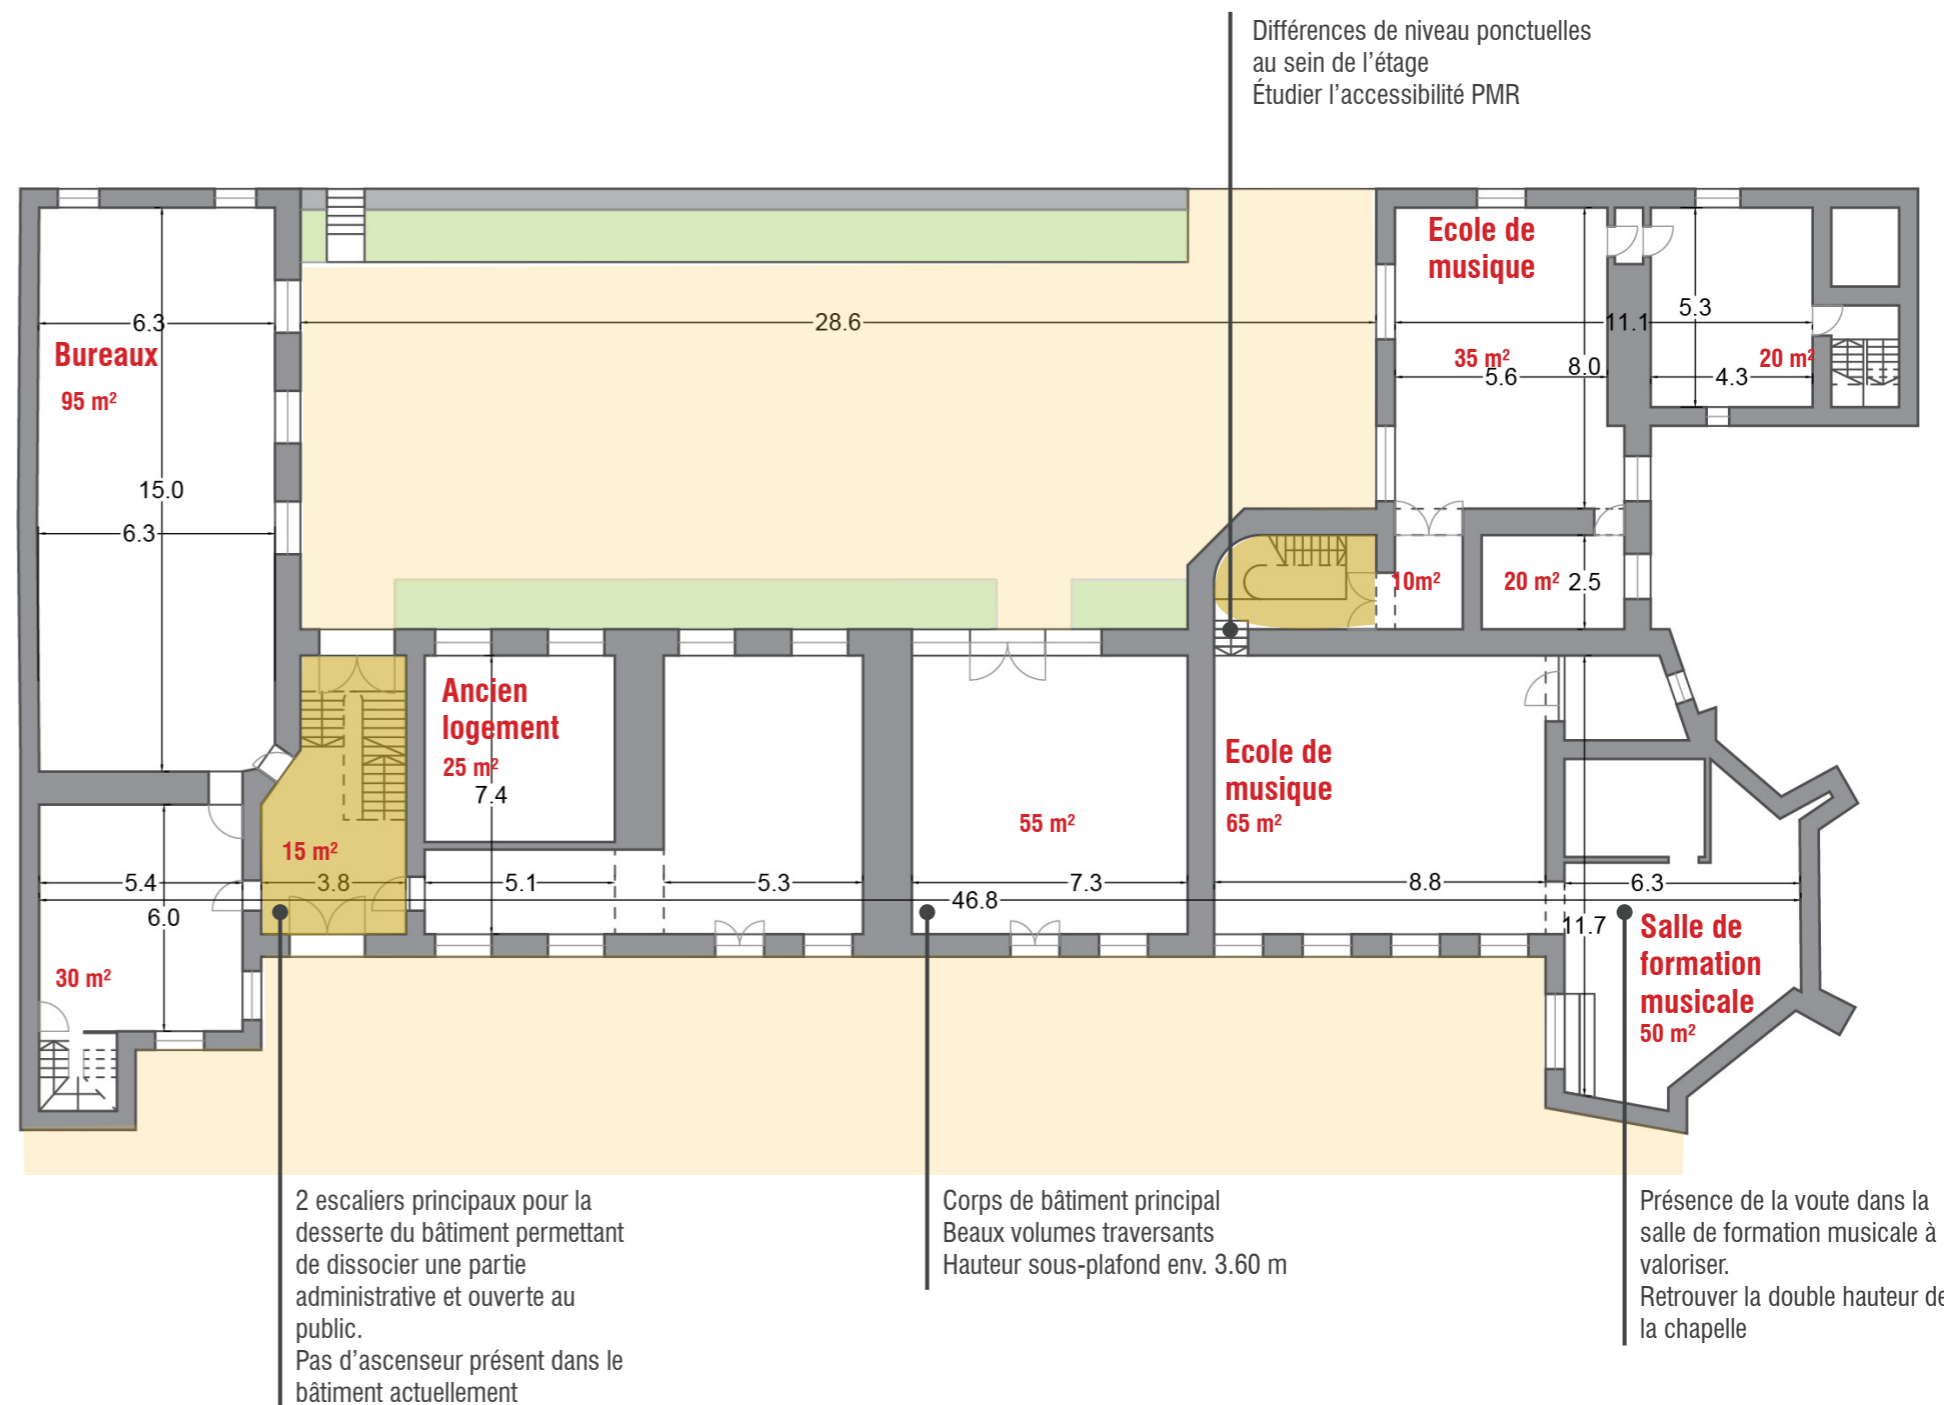 Différences de niveau ponctuelles
au sein de l'étage
Étudier l'accessibilité PMR
Ecole de
musique
35 m²
5.6
8.0
11.1
5.3
4.3
20 m²
6.3
Bureaux
95 m²
15.0
6.3
28.6
10m²
20 m²
2.5
Ancien
logement
25 m²
7.4
15 m²
3.8
5.4
6.0
30 m²
5.1
5.3
55 m²
7.3
46.8
Ecole de
musique
65 m²
8.8
6.3
11.7
Salle de
formation
musicale
50 m²
2 escaliers principaux pour la
desserte du bâtiment permettant
de dissocier une partie
administrative et ouverte au
public.
Pas d'ascenseur présent dans le
bâtiment actuellement
Corps de bâtiment principal
Beaux volumes traversants
Hauteur sous-plafond env. 3.60 m
Présence de la voute dans la
salle de formation musicale à
valoriser.
Retrouver la double hauteur de
la chapelle